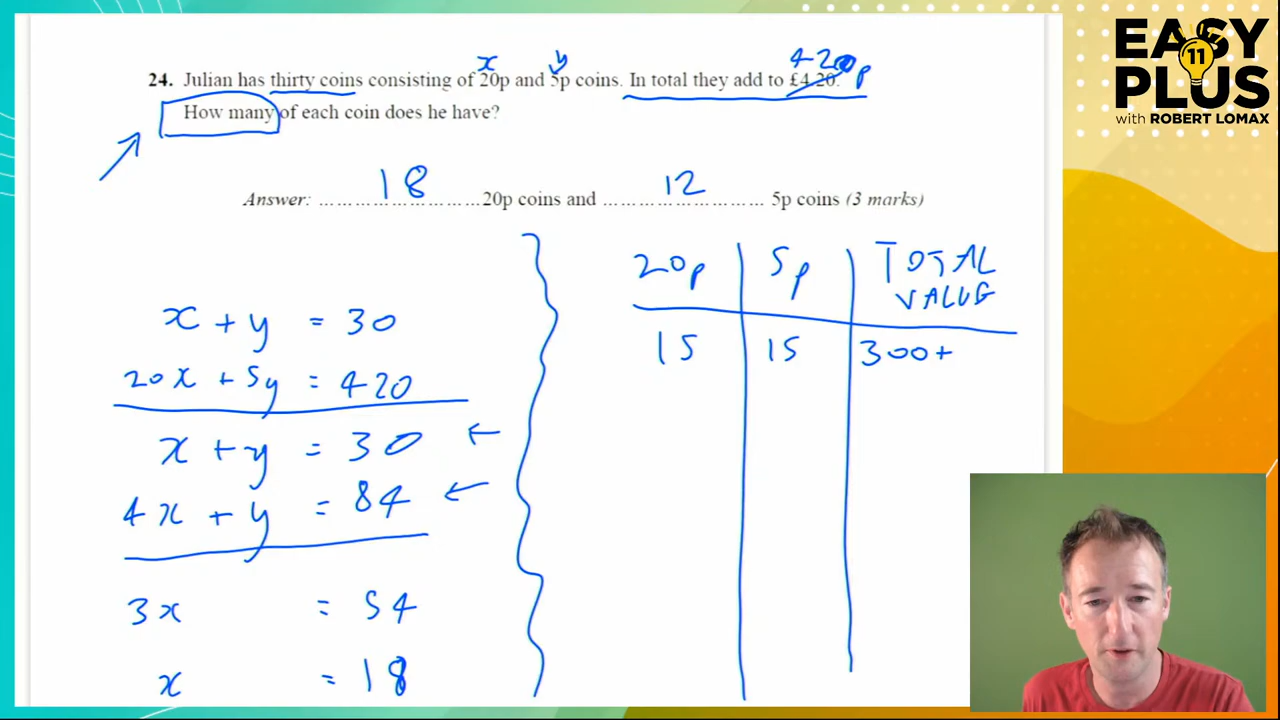 EASY
11
PLUS
with ROBERT LOMAX
x y 420p
24. Julian has thirty coins consisting of 20p and 5p coins. In total they add to £4.20.
How many of each coin does he have?
Answer: ........................... 18 20p coins and ........................... 12 5p coins (3 marks)
x + y = 30
20x + 5y = 420
x + y = 30 ←
4x + y = 84 ←
3x = 54
x = 18
20p 5p TOTAL
VALUE
15 15 300+